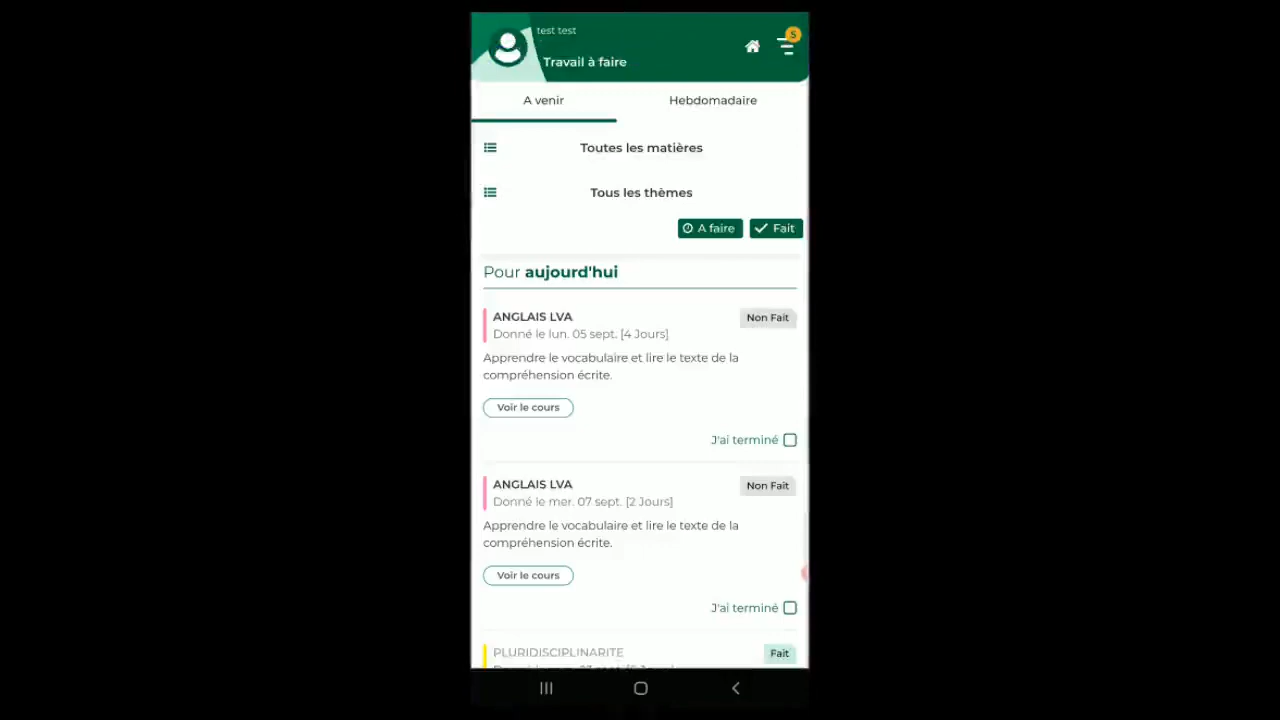 test test
5
Travail à faire
A venir
Hebdomadaire
Toutes les matières
Tous les thèmes
A faire
Fait
Pour aujourd'hui
ANGLAIS LVA
Non Fait
Donné le lun. 05 sept. [4 Jours]
Apprendre le vocabulaire et lire le texte de la
compréhension écrite.
Voir le cours
J'ai terminé
ANGLAIS LVA
Non Fait
Donné le mer. 07 sept. [2 Jours]
Apprendre le vocabulaire et lire le texte de la
compréhension écrite.
Voir le cours
J'ai terminé
PLURIDISCIPLINARITE
Fait